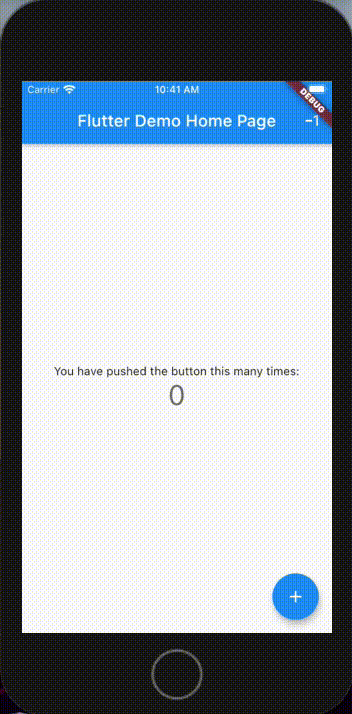 Carrier 10:41 AM
DEBUG
Flutter Demo Home Page -1
You have pushed the button this many times:
0
+